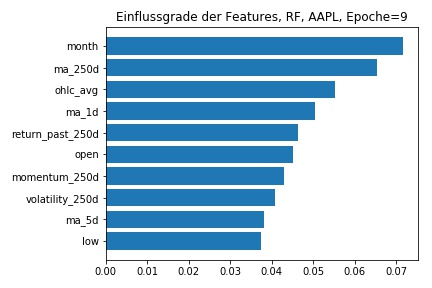 Einflussgrade der Features, RF, AAPL, Epoche=9
month
ma_250d
ohlc_avg
ma_1d
return_past_250d
open
momentum_250d
volatility_250d
ma_5d
low
0.00 0.01 0.02 0.03 0.04 0.05 0.06 0.07